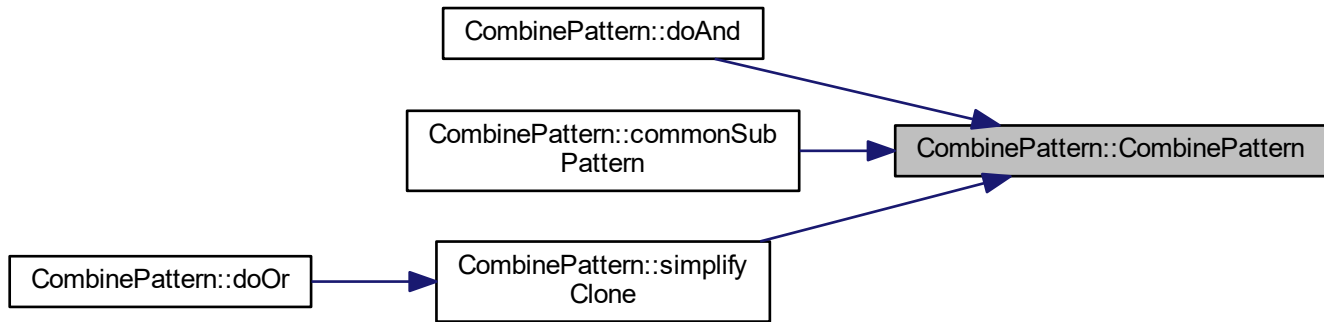 CombinePattern::doAnd
CombinePattern::commonSub
Pattern
CombinePattern::CombinePattern
CombinePattern::simplify
Clone
CombinePattern::doOr